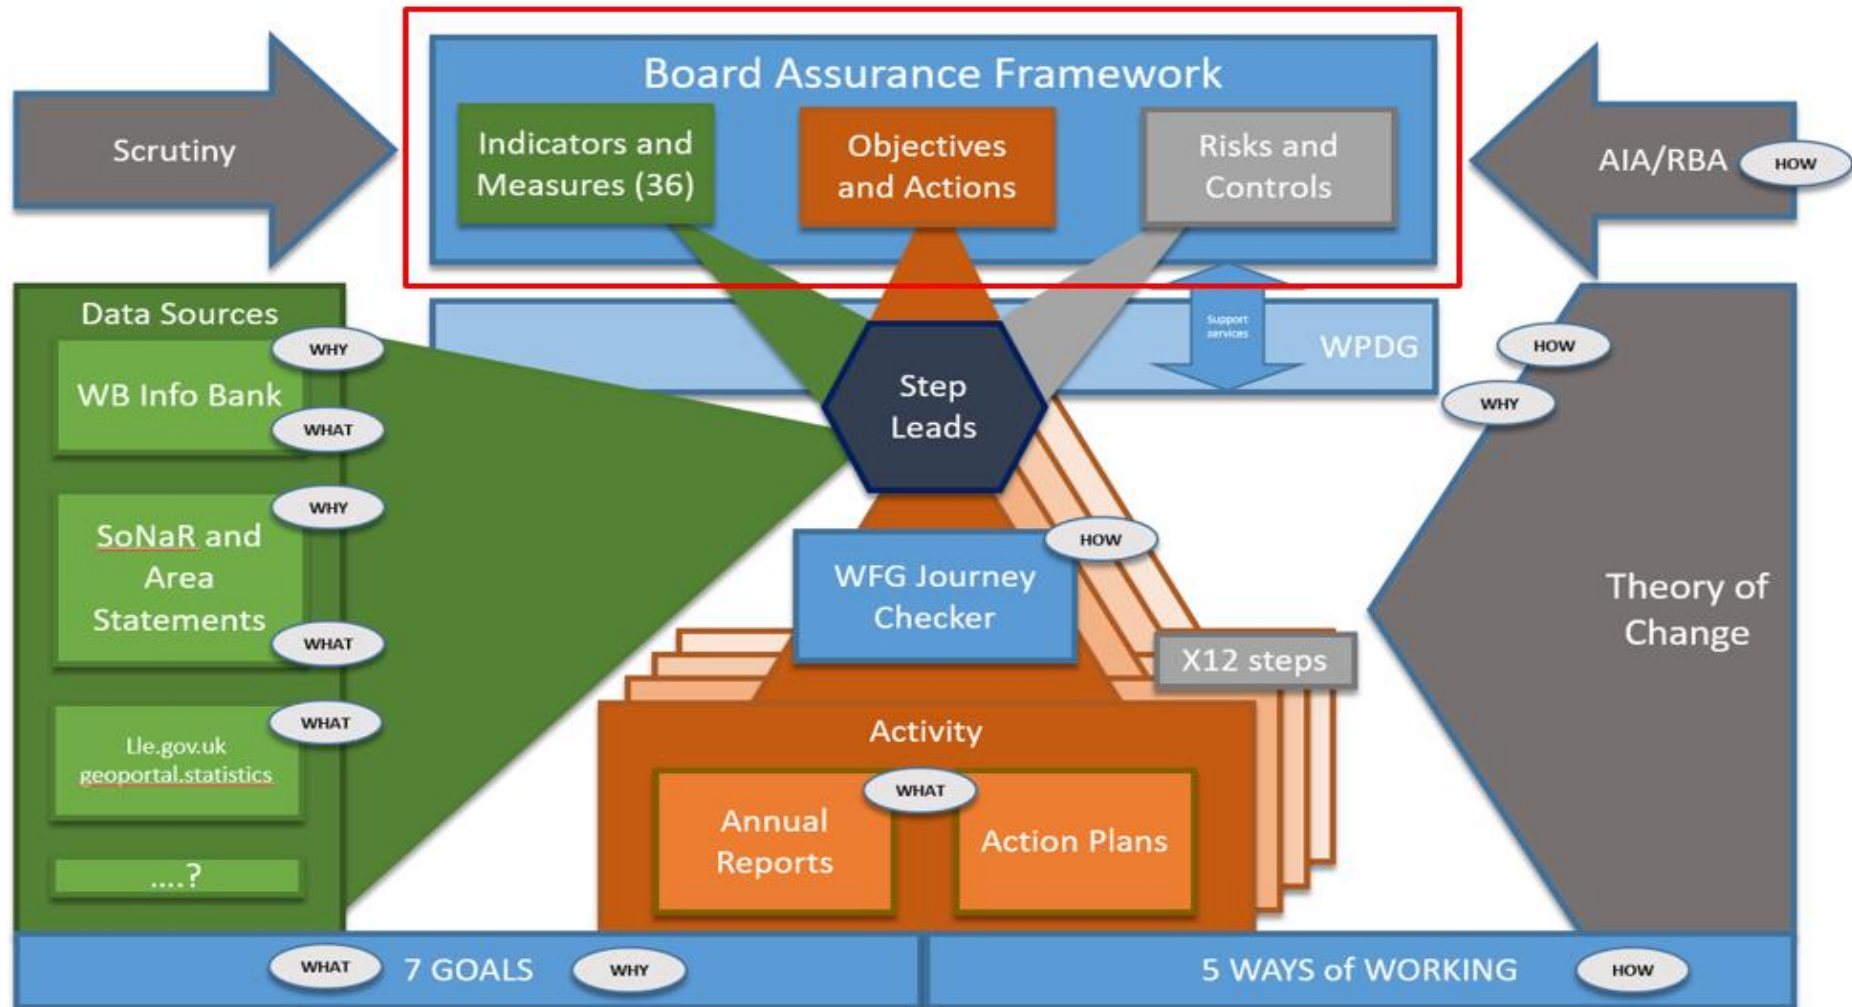 Board Assurance Framework
Scrutiny
Indicators and
Measures (36)
Objectives
and Actions
Risks and
Controls
AIA/RBA
HOW
Data Sources
WHY
WB Info Bank
WHAT
WHY
SoNaR and
Area
Statements
WHAT
WHAT
Lle.gov.uk
geoportal.statistics
....?
Support
services
WPDG
Step
Leads
HOW
WHY
Theory of
Change
HOW
WFG Journey
Checker
X12 steps
Activity
WHAT
Annual
Reports
Action Plans
WHAT
7 GOALS
WHY
5 WAYS of WORKING
HOW